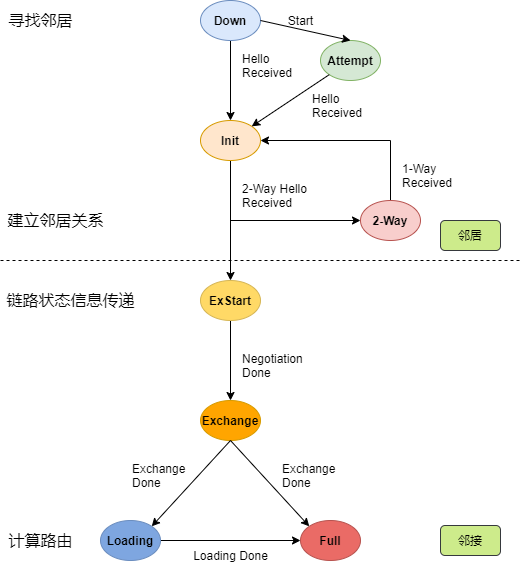 寻找邻居
Down
Start
Attempt
Hello
Received
Hello
Received
Init
2-Way Hello
Received
1-Way
Received
建立邻居关系
2-Way
邻居
链路状态信息传递
ExStart
Negotiation
Done
Exchange
Exchange
Done
Exchange
Done
计算路由
Loading
Loading Done
Full
邻接